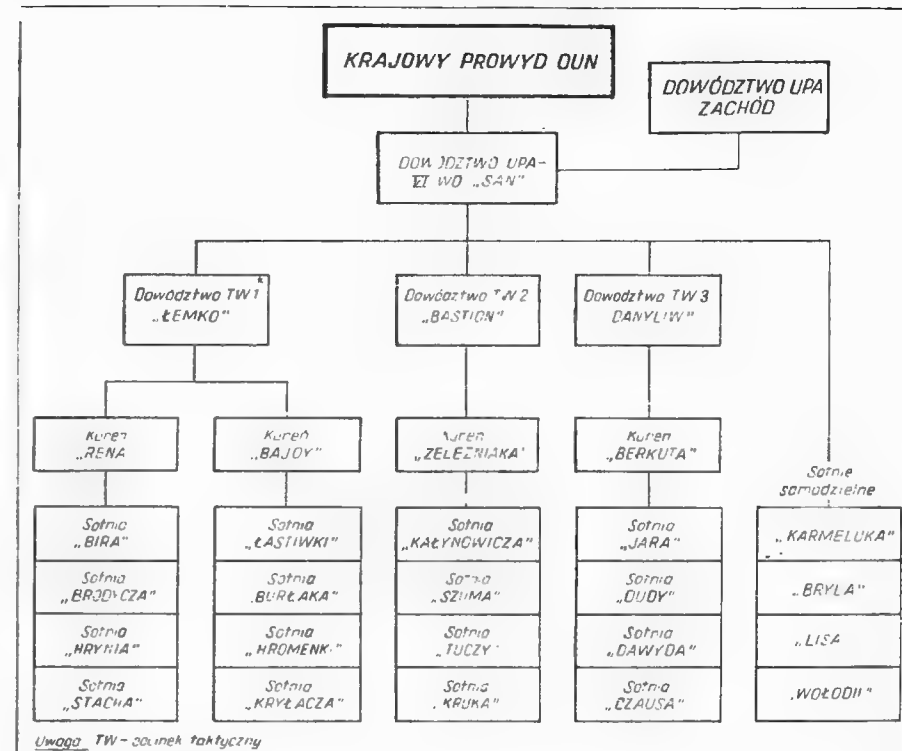 KRAJOWY PROWYD OUN
DOWÓDZTWO UPA
ZACHÓD
DOWÓDZTWO UPA-
VI WO „SAN”
Dowództwo TW 1*
„ŁEMKO”
Dowództwo TW 2
„BASTION”
Dowodztwo TW 3
DANYLIW”
Kureń
„RENA
Kureń
„BAJDY”
Kureń
„ZELEZNIAKA”
Kureń
„BERKUTA”
Sotnie
samodzielne
Sotnia
„BIRA”
Sotnia
„ŁASTIWKI”
Sotnia
„KAŁYNOWICZA”
Sotnia
„JARA”
„KARMELUKA”
Sotnia
„BRODYCZA”
Sotnia
„BURŁAKA”
Sotnia
„SZUMA”
Sotnia
„DUDY”
„BRYLA”
Sotnia
„HRYNIA”
Sotnia
„HROMENKI”
Sotnia
„TUCZY”
Sotnia
„DAWYDA”
„LISA
Sotnia
„STACHA”
Sotnia
„KRYŁACZA”
Sotnia
„KRUKA”
Sotnia
„CZAUSA”
„WOŁODII”
Uwaga TW – odcinek taktyczny